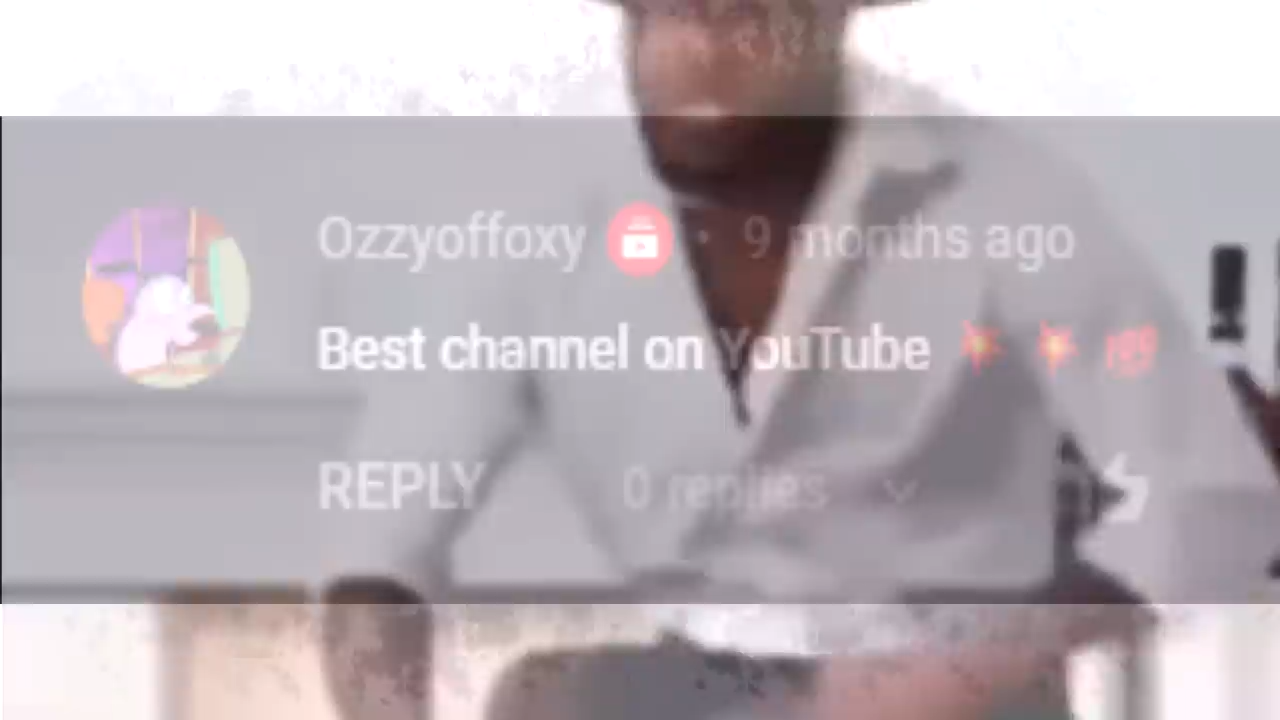 Ozzyoffoxy · 9 months ago
Best channel on YouTube 💥 💥 💯
REPLY 0 replies